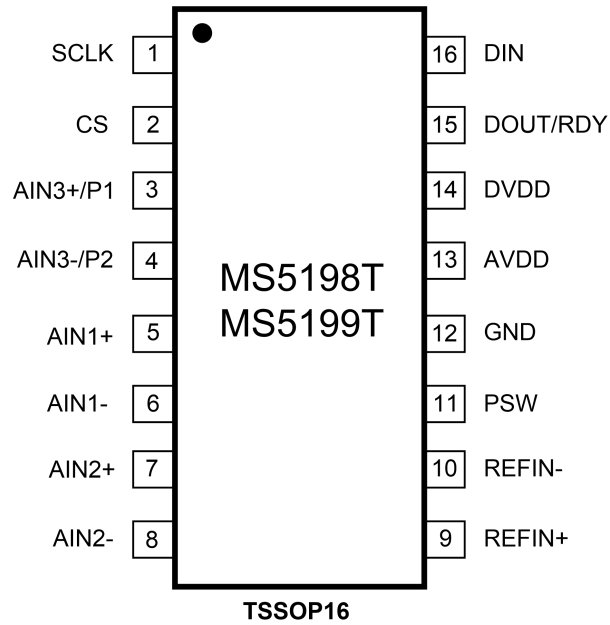 SCLK 1 16 DIN
CS 2 15 DOUT/RDY
AIN3+/P1 3 14 DVDD
AIN3-/P2 4 13 AVDD
MS5198T
MS5199T
AIN1+ 5 12 GND
AIN1- 6 11 PSW
AIN2+ 7 10 REFIN-
AIN2- 8 9 REFIN+
TSSOP16